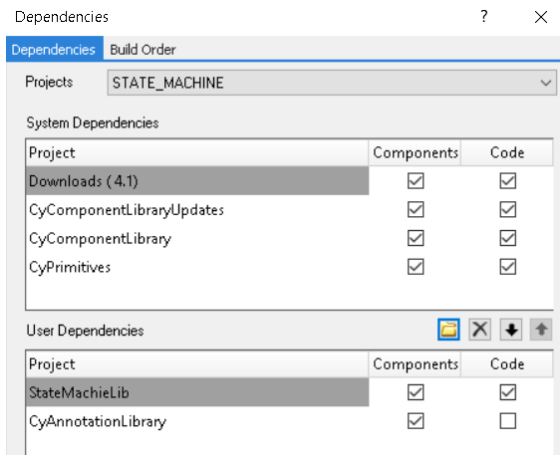 Dependencies ?
Dependencies Build Order
Projects STATE_MACHINE
System Dependencies
Project Components Code
Downloads (4.1)
CyComponentLibraryUpdates
CyComponentLibrary
CyPrimitives
User Dependencies
Project Components Code
StateMachieLib
CyAnnotationLibrary